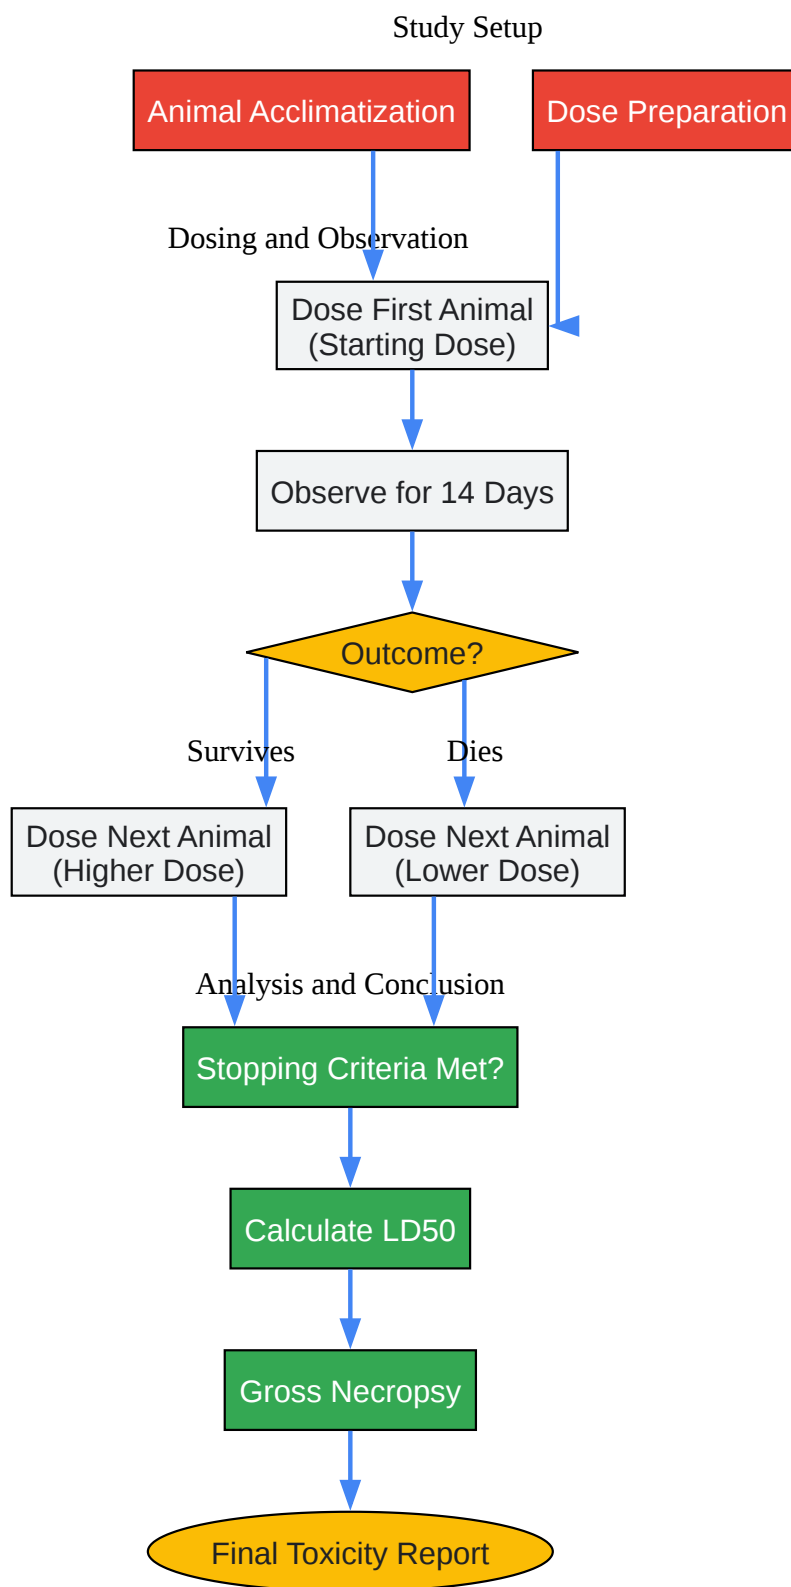 Study Setup
Animal Acclimatization
Dose Preparation
Dosing and Observation
Dose First Animal
(Starting Dose)
Observe for 14 Days
Outcome?
Survives
Dies
Dose Next Animal
(Higher Dose)
Dose Next Animal
(Lower Dose)
Analysis and Conclusion
Stopping Criteria Met?
Calculate LD50
Gross Necropsy
Final Toxicity Report